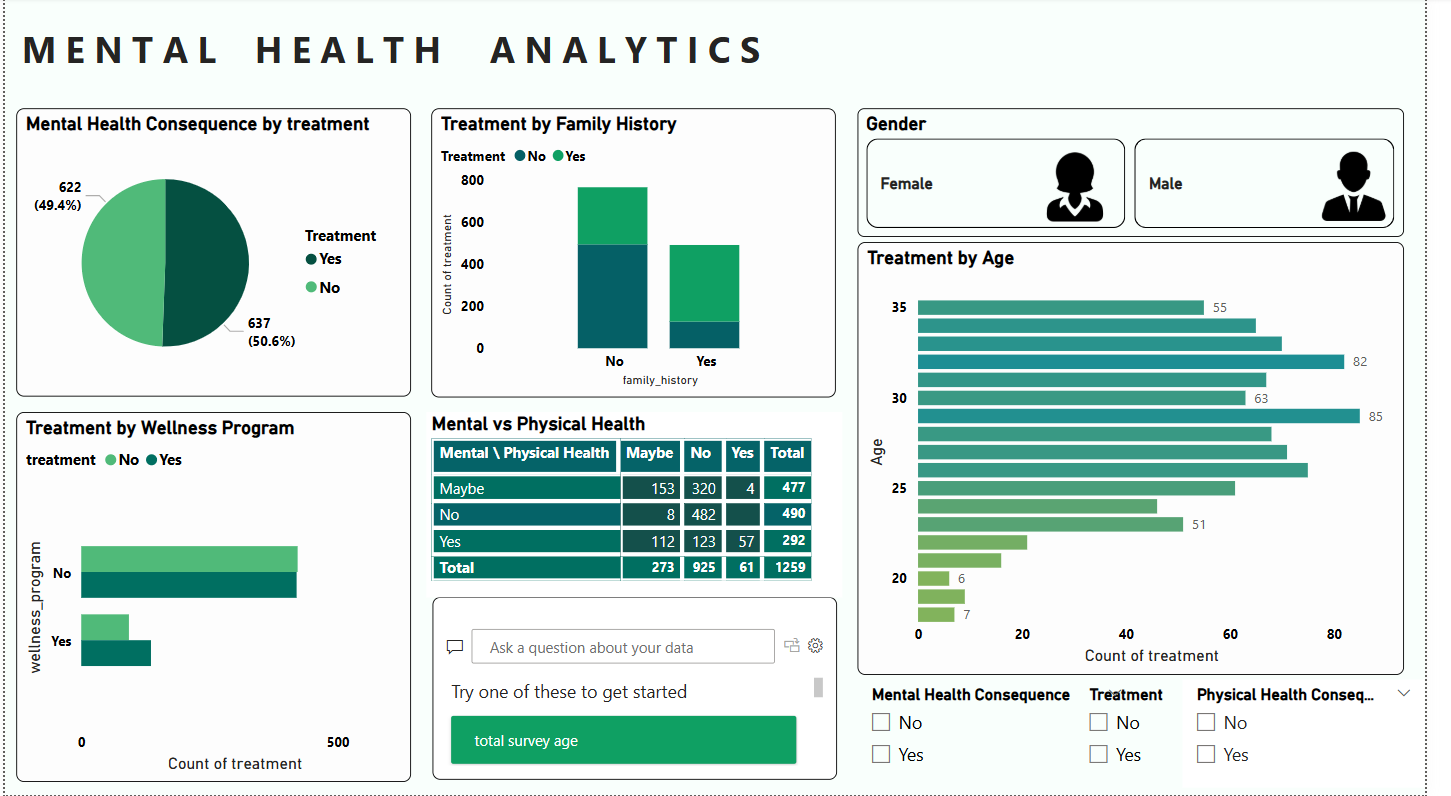 MENTAL HEALTH ANALYTICS
Mental Health Consequence by treatment
622
(49.4%)
Treatment
Yes
No
637
(50.6%)
Treatment by Family History
Treatment No Yes
800
600
400
200
0
Count of treatment
No Yes
family_history
Gender
Female
Male
Treatment by Age
35
30
25
20
Age
55
82
63
85
51
6
7
0 20 40 60 80
Count of treatment
Treatment by Wellness Program
treatment No Yes
wellness_program
No
Yes
0 500
Count of treatment
Mental vs Physical Health
Mental \ Physical Health Maybe No Yes Total
Maybe 153 320 4 477
No 8 482 490
Yes 112 123 57 292
Total 273 925 61 1259
Ask a question about your data
Try one of these to get started
total survey age
Mental Health Consequence
No
Yes
Treatment
No
Yes
Physical Health Conseq...
No
Yes